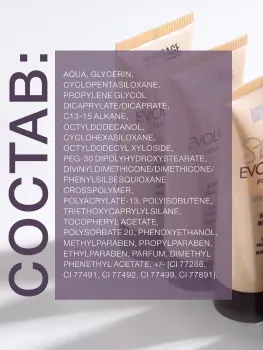 СОСТАВ:
AQUA, GLYCERIN,
CYCLOPENTASILOXANE,
PROPYLENE GLYCOL
DICAPRYLATE/DICAPRATE,
C13-15 ALKANE,
OCTYLDODECANOL,
CYCLOHEXASILOXANE,
OCTYLDODECYL XYLOSIDE,
PEG-30 DIPOLYHYDROXYSTEARATE,
DIVINYLDIMETHICONE/DIMETHICONE/
PHENYLSILSESQUIOXANE
CROSSPOLYMER,
POLYACRYLATE-13, POLYISOBUTENE,
TRIETHOXYCAPRYLYLSILANE,
TOCOPHERYL ACETATE,
POLYSORBATE 20, PHENOXYETHANOL,
METHYLPARABEN, PROPYLPARABEN,
ETHYLPARABEN, PARFUM, DIMETHYL
PHENETHYL ACETATE, +/- [CI 77288,
CI 77491, CI 77492, CI 77499, CI 77891].